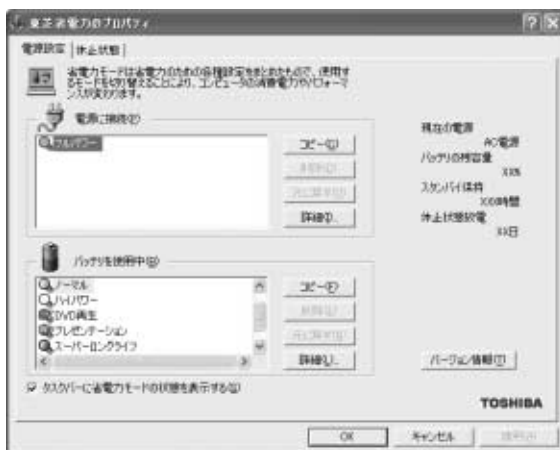 東芝省電力のプロパティ
電源設定
休止状態
省電力モードは省電力のための各種設定をまとめたもので、使用するモードを切り替えることにより、コンピュータの消費電力やパフォーマンスが変わります。
電源に接続(P)
フルパワー
コピー(C)
詳細(D)...
バッテリを使用中(B)
ノーマル
ハイパワー
DVD再生
プレゼンテーション
スーパーロングライフ
コピー(F)
詳細(L)...
現在の電源
AC電源
バッテリの残容量
XX%
スタンバイ保持
XXX時間
休止状態放電
XX日
バージョン情報(I)
タスクバーに省電力モードの状態を表示する(S)
TOSHIBA
OK
キャンセル